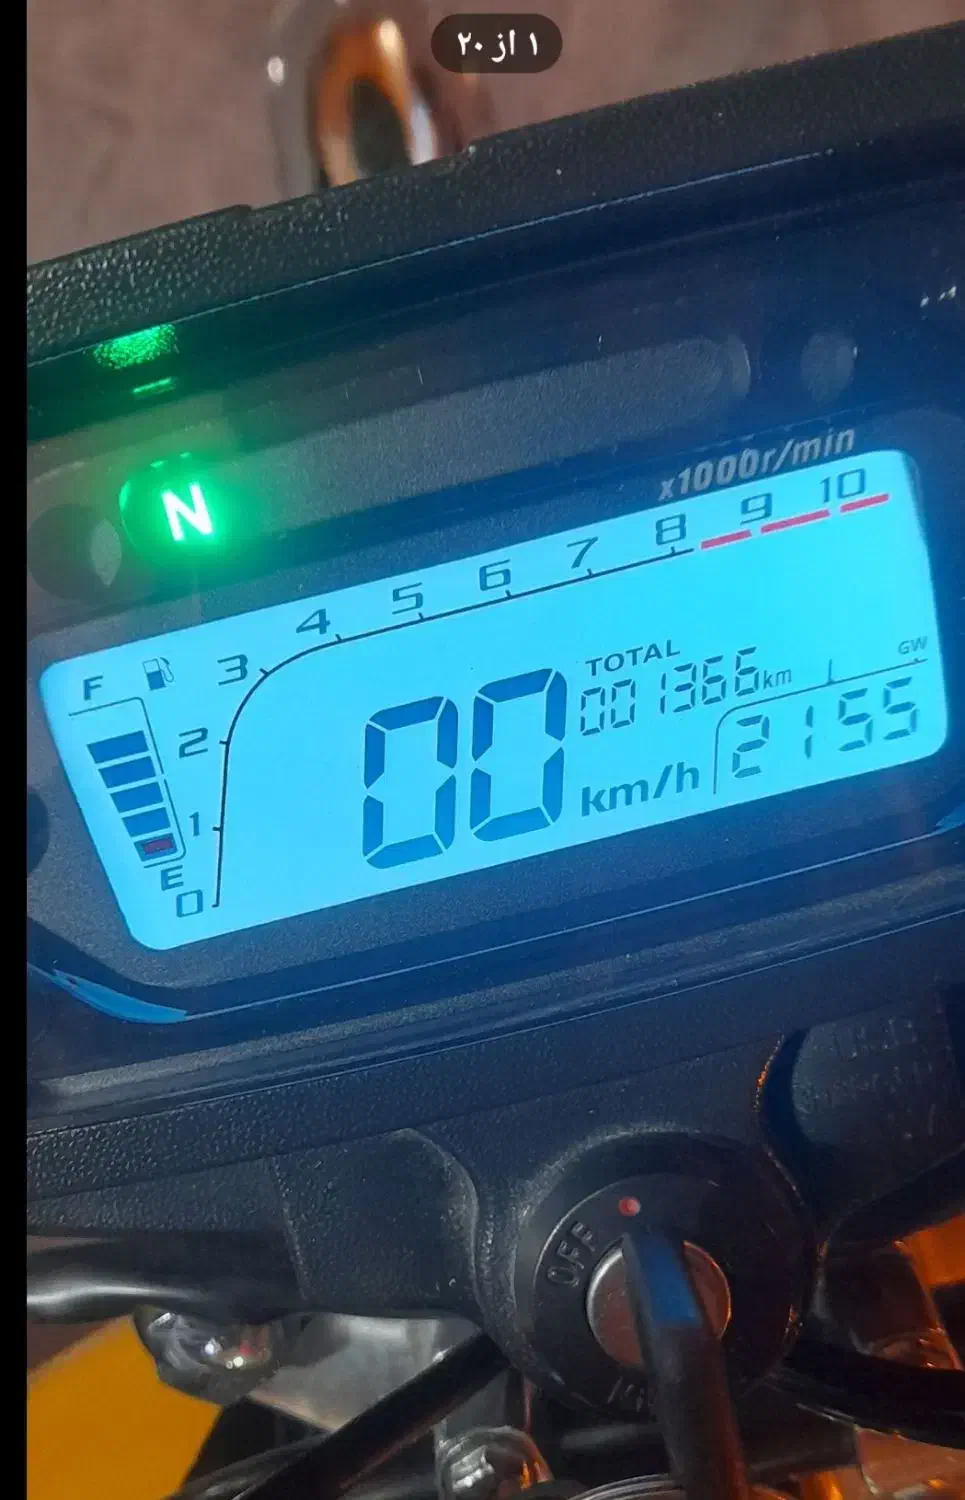 ۱ از ۲۰
N
x1000r/min
0 1 2 3 4 5 6 7 8 9 10
F
E
TOTAL
001366km
00 km/h
GW
2155
OFF